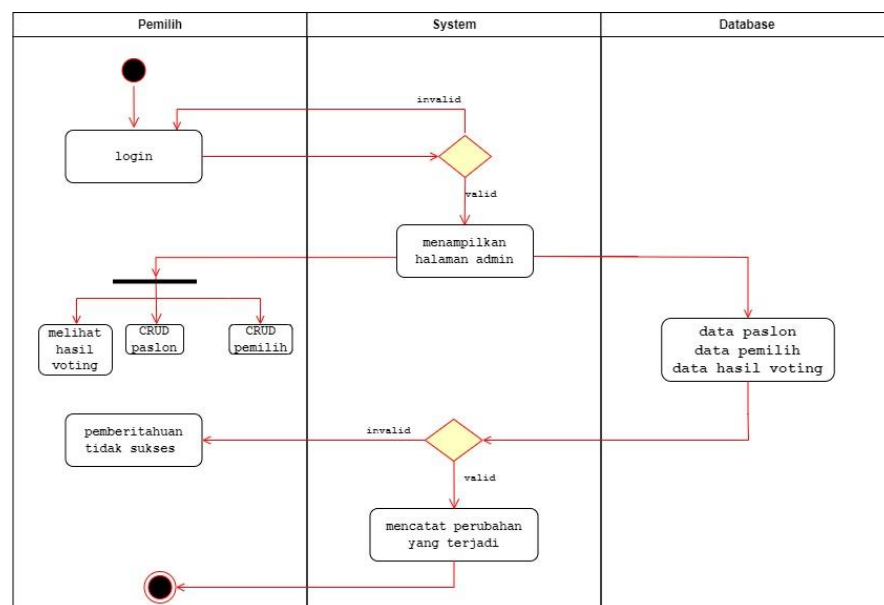 Pemilih
System
Database
invalid
login
valid
menampilkan
halaman admin
melihat
hasil
voting
CRUD
paslon
CRUD
pemilih
data paslon
data pemilih
data hasil voting
pemberitahuan
tidak sukses
invalid
valid
mencatat perubahan
yang terjadi